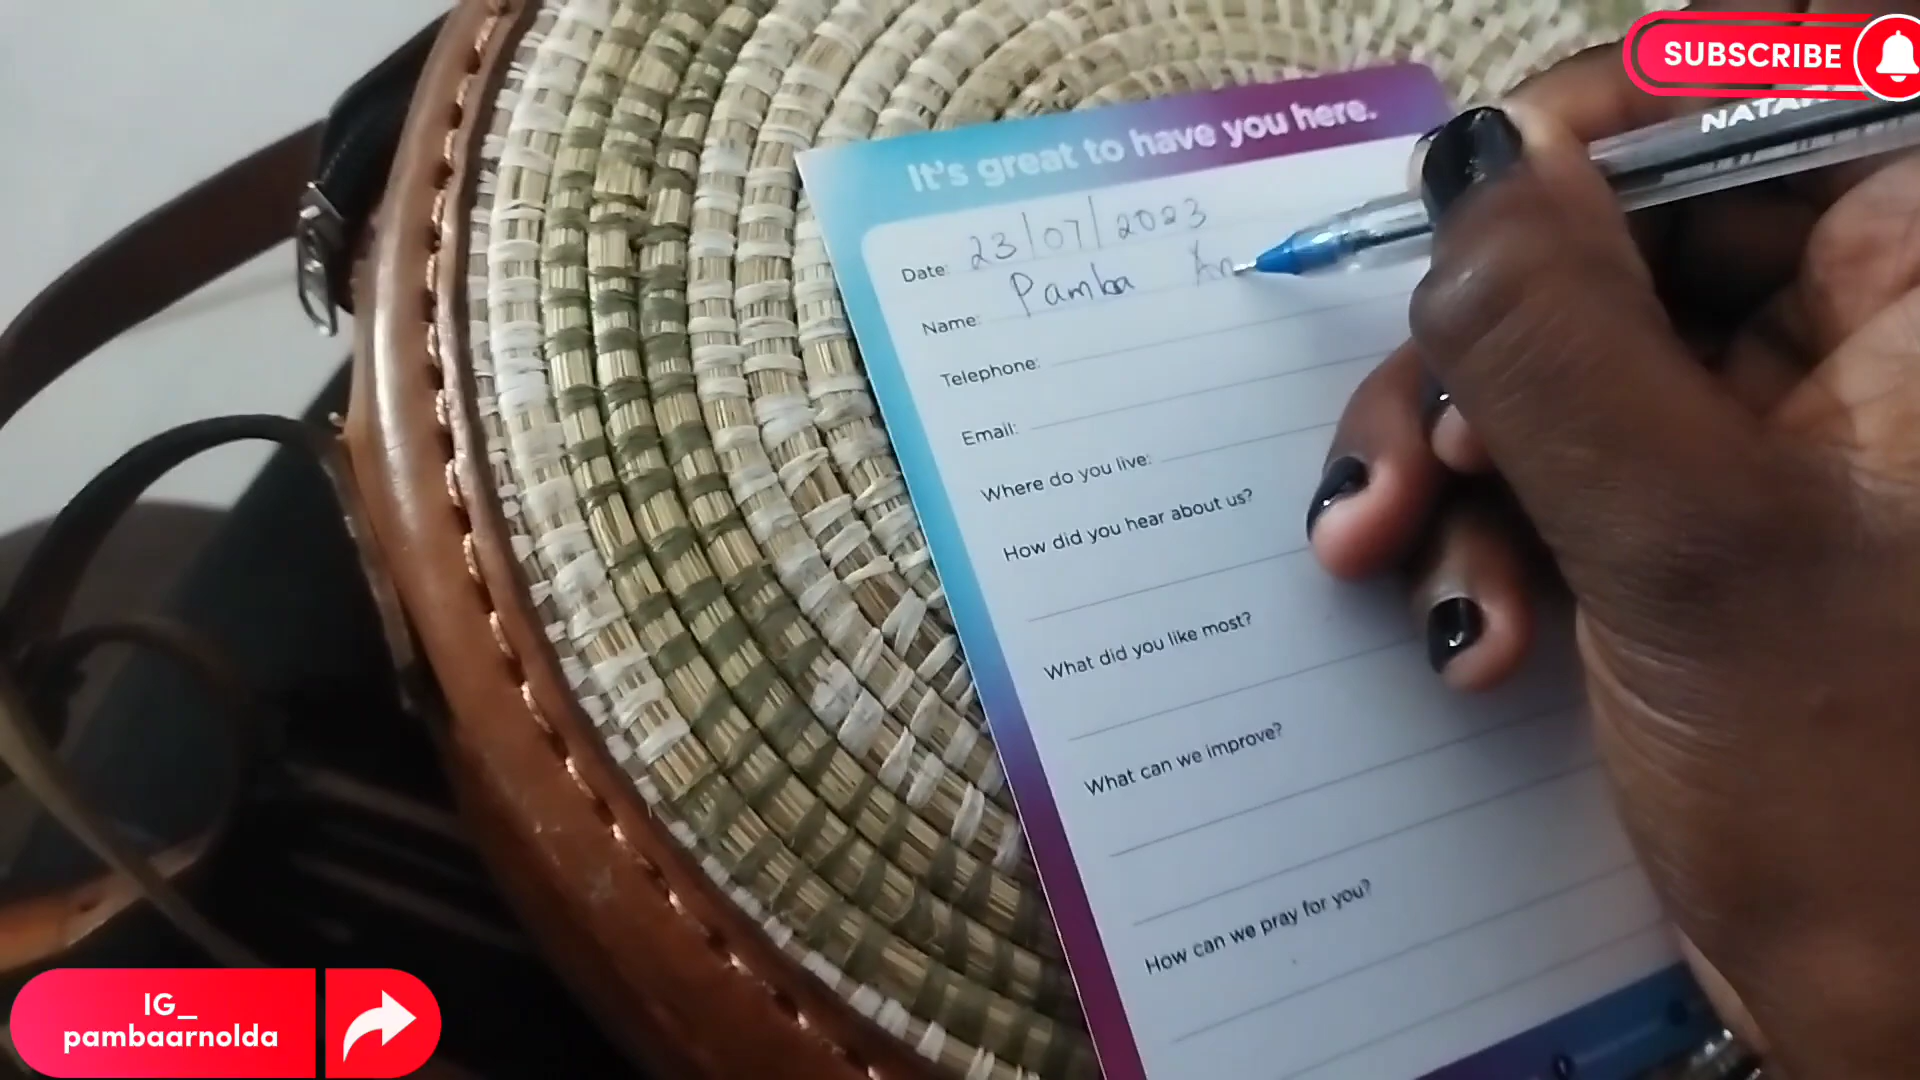 SUBSCRIBE
It's great to have you here.
Date: 23/07/2023
Name: Pamba
Telephone:
Email:
Where do you live:
How did you hear about us?
What did you like most?
What can we improve?
How can we pray for you?
IG_
pambaarnolda